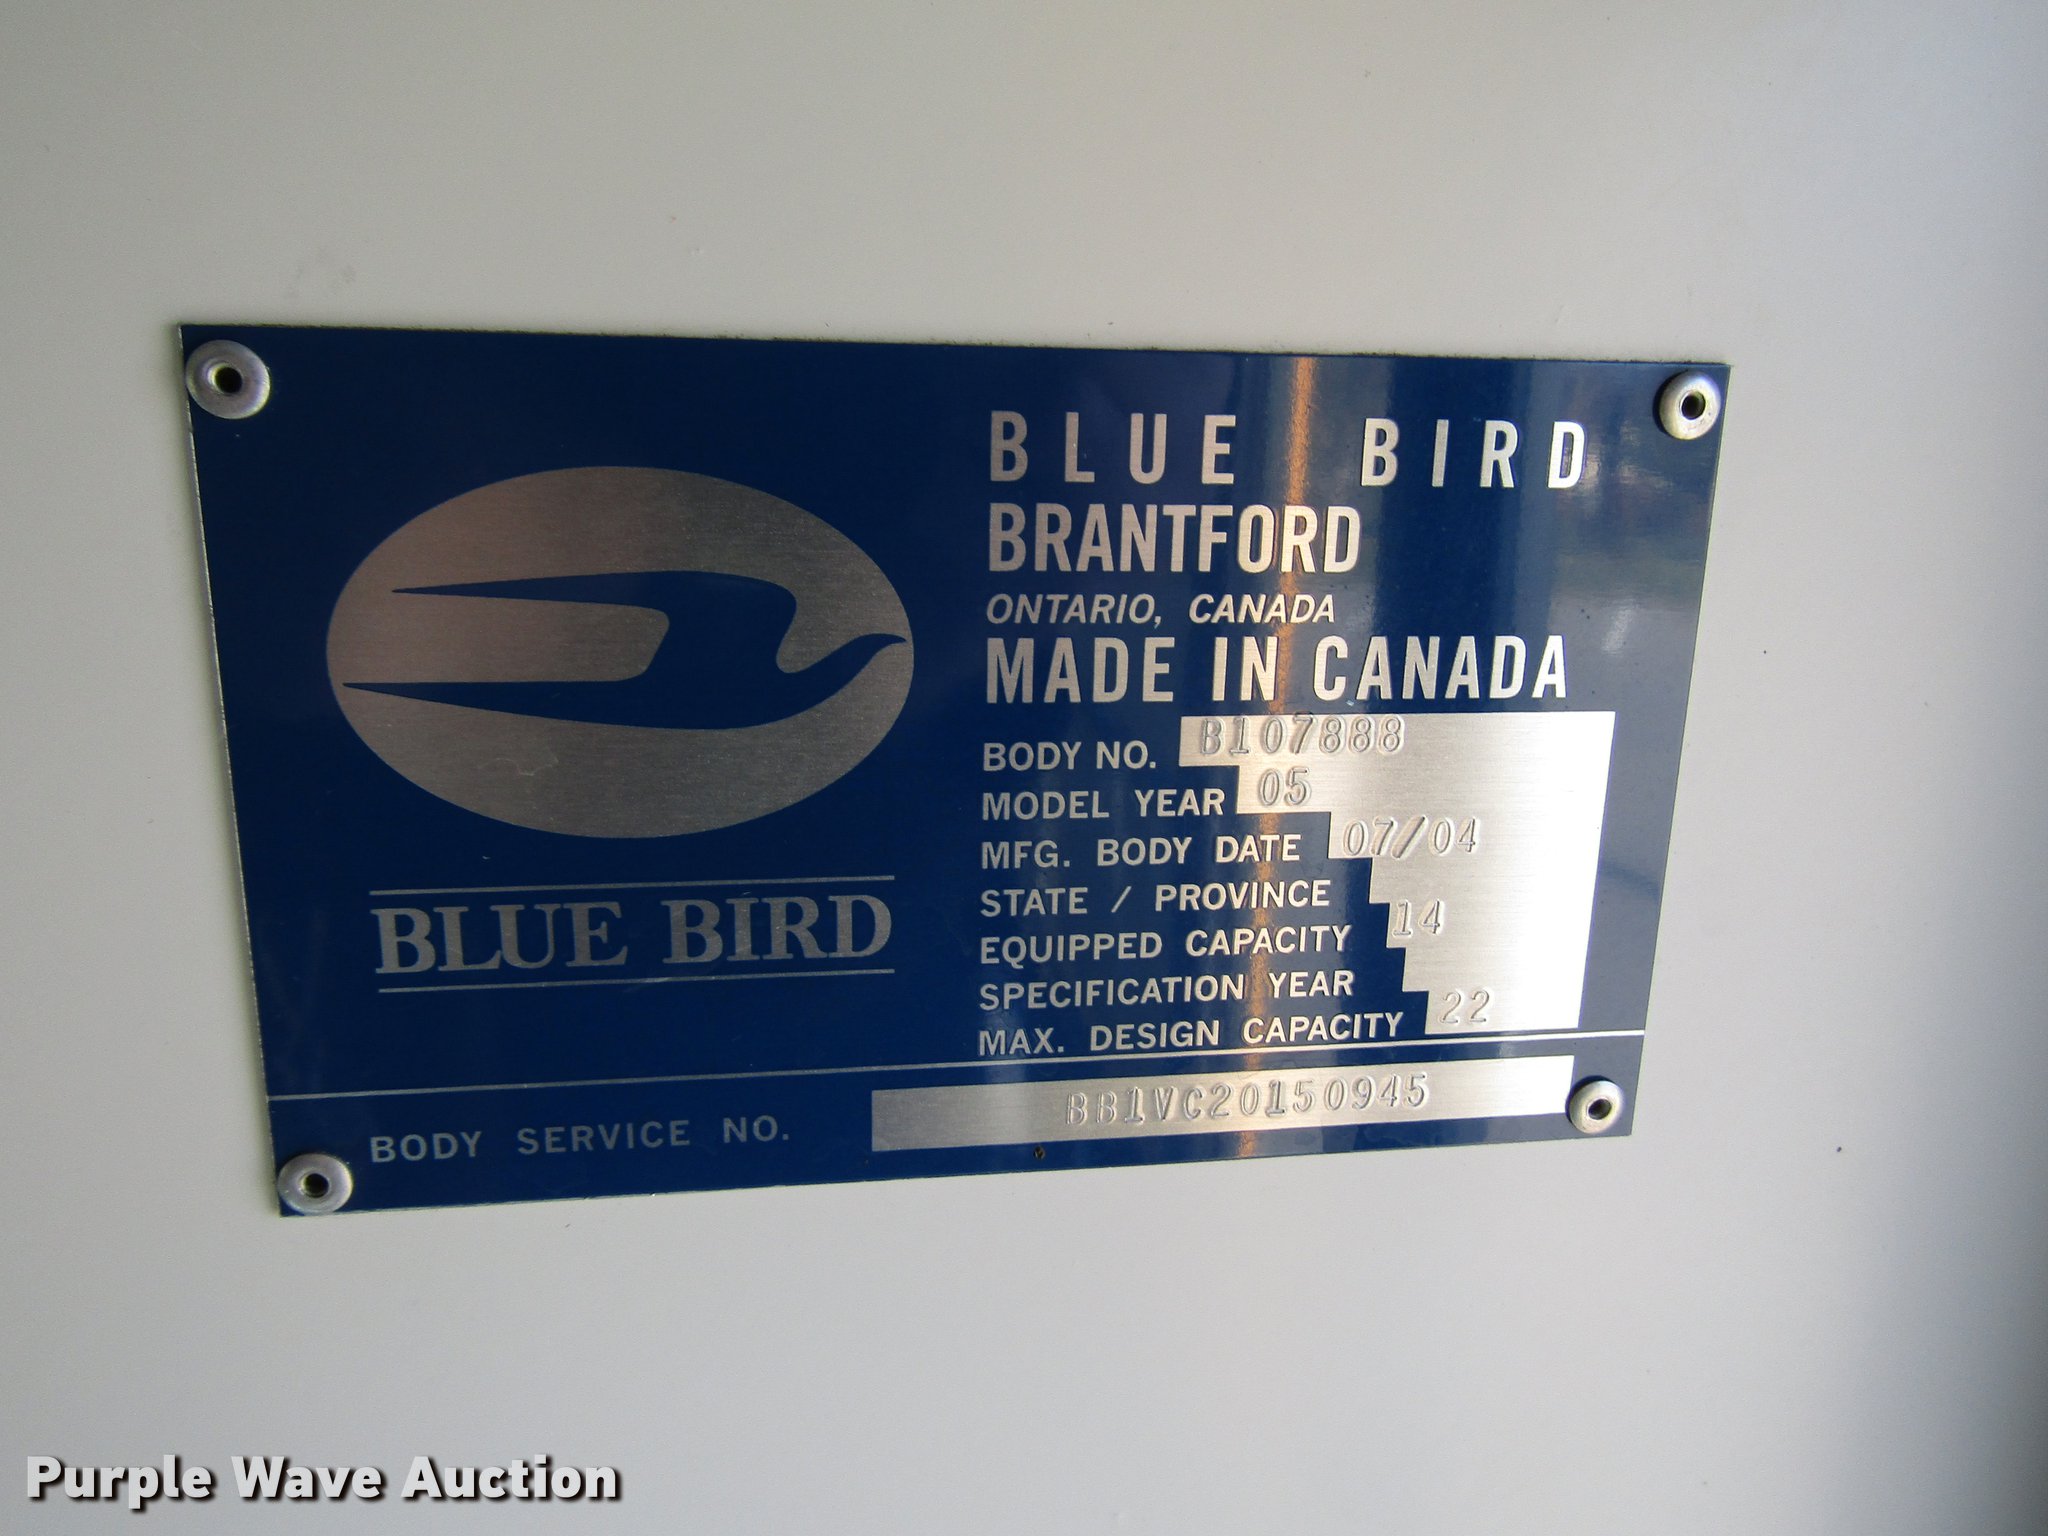 BLUE BIRD
BRANTFORD
ONTARIO, CANADA
MADE IN CANADA
BODY NO. B107888
MODEL YEAR 05
MFG. BODY DATE 07/04
STATE / PROVINCE
EQUIPPED CAPACITY 14
SPECIFICATION YEAR
MAX. DESIGN CAPACITY 22
BLUE BIRD
BODY SERVICE NO. BB1VC20150945
Purple Wave Auction